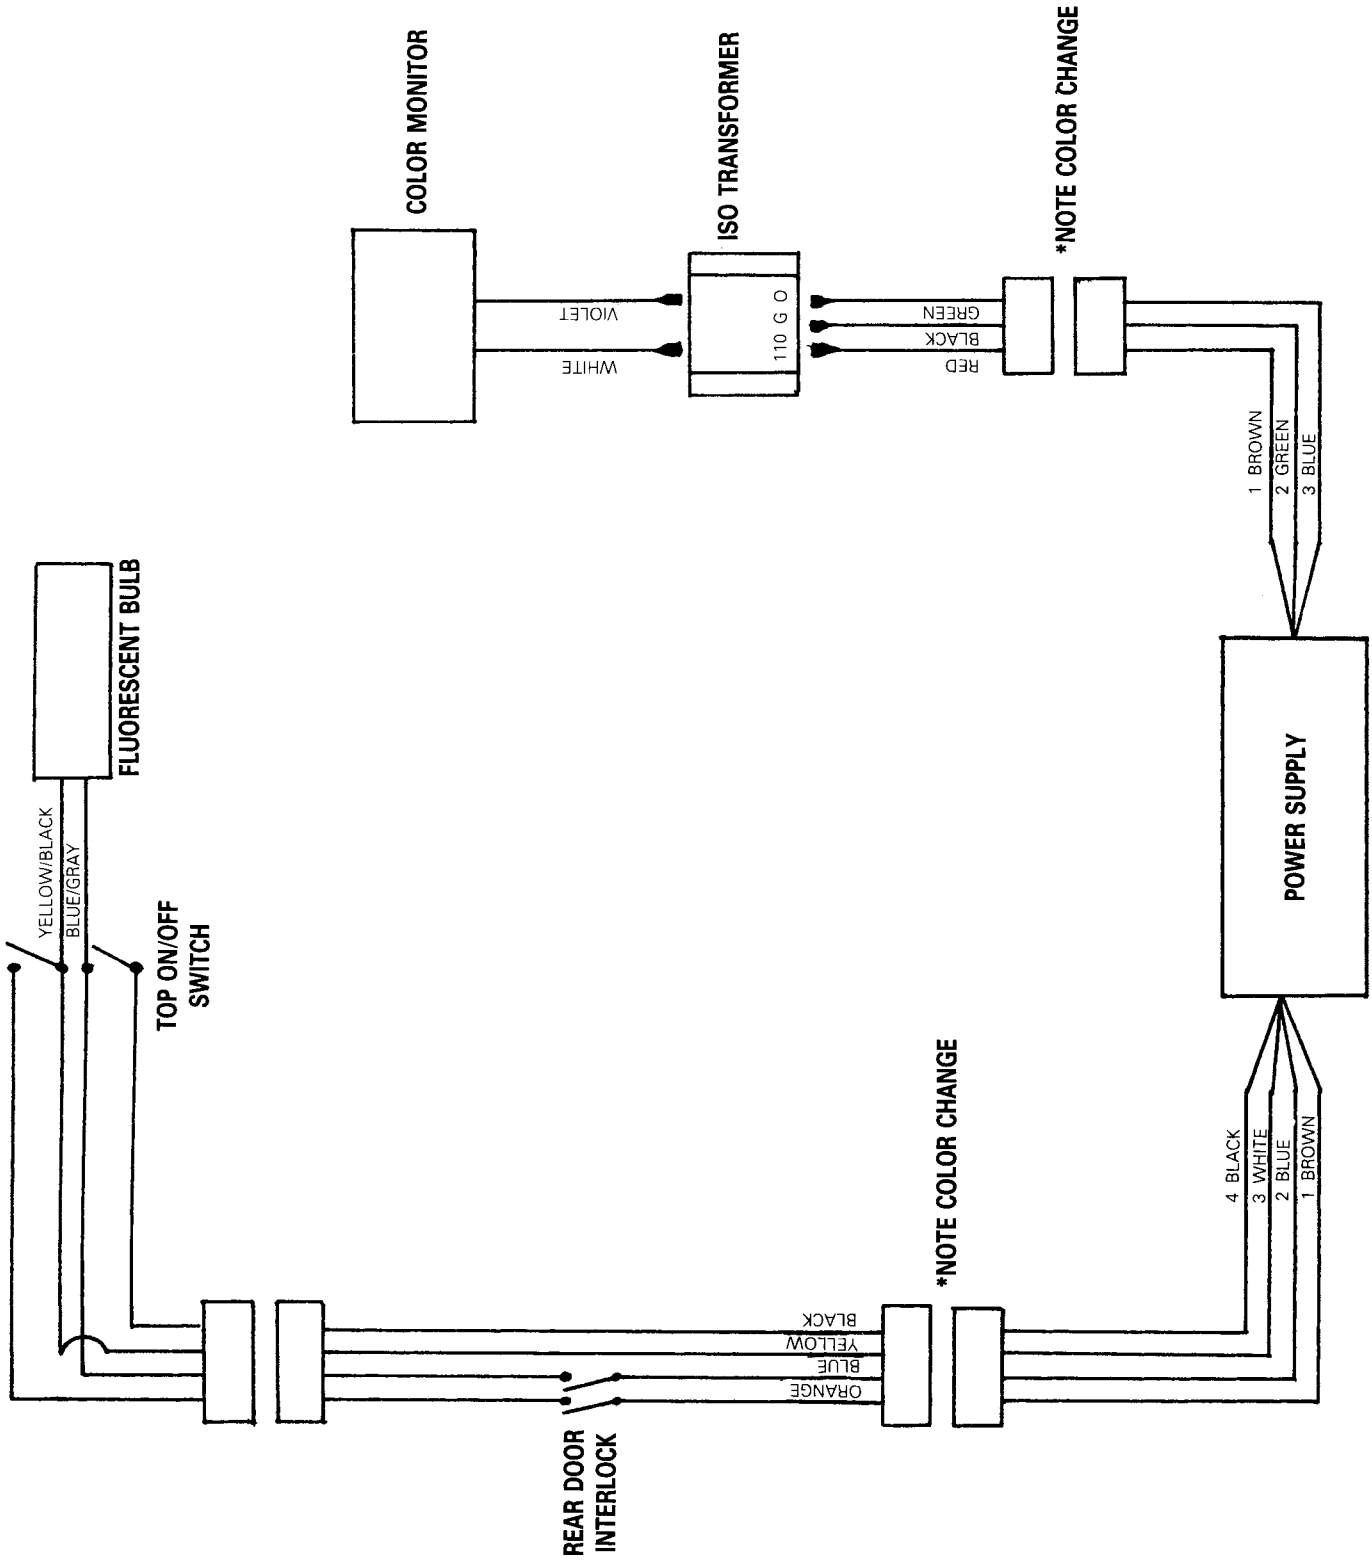 COLOR MONITOR
VIOLET
WHITE
ISO TRANSFORMER
110 G O
GREEN
BLACK
RED
*NOTE COLOR CHANGE
1 BROWN
2 GREEN
3 BLUE
FLUORESCENT BULB
YELLOW/BLACK
BLUE/GRAY
TOP ON/OFF
SWITCH
POWER SUPPLY
4 BLACK
3 WHITE
2 BLUE
1 BROWN
*NOTE COLOR CHANGE
BLACK
YELLOW
BLUE
ORANGE
REAR DOOR
INTERLOCK